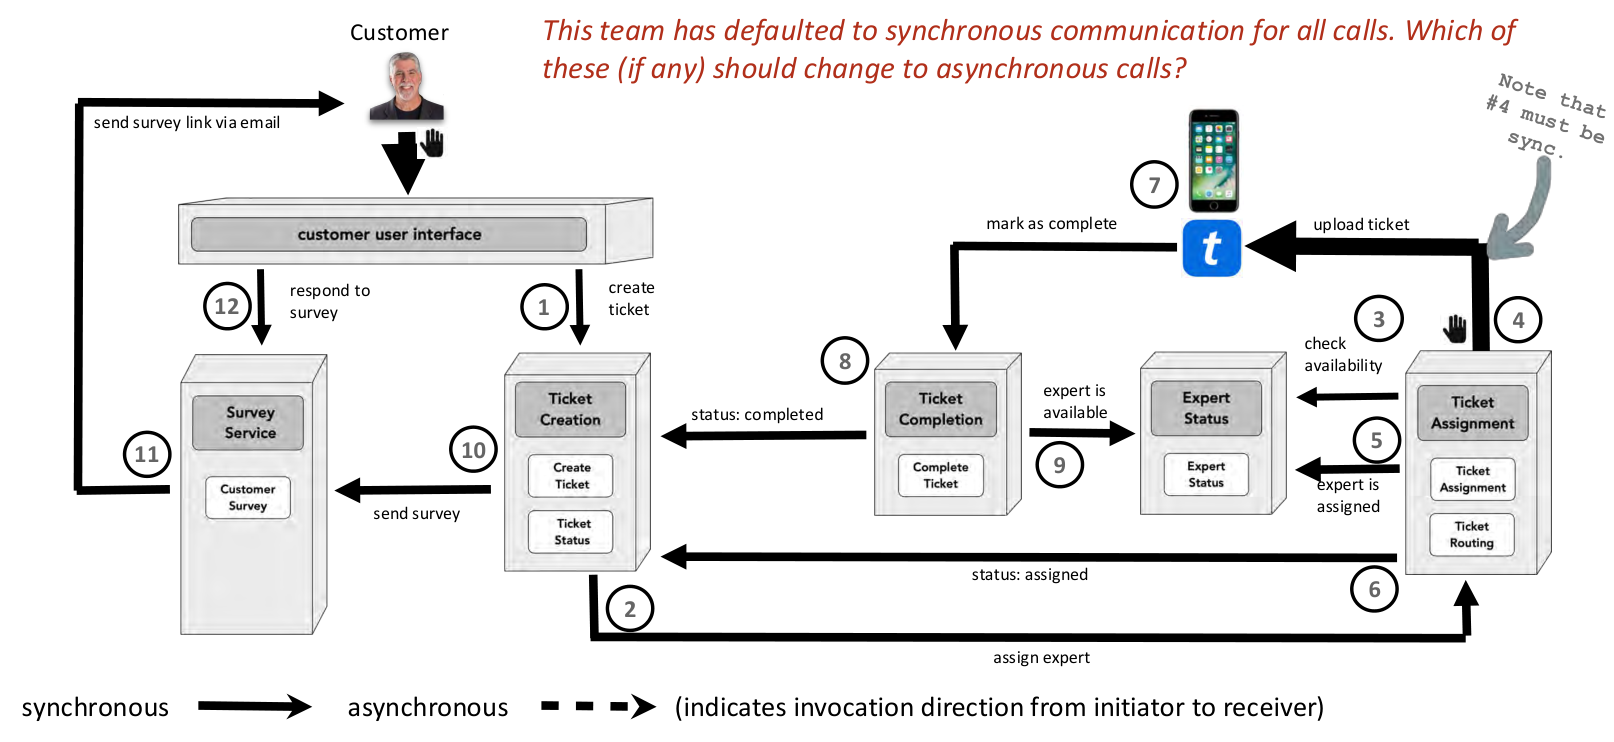 This team has defaulted to synchronous communication for all calls. Which of
these (if any) should change to asynchronous calls?
Customer
Note that
#4 must be
sync.
send survey link via email
7
mark as complete
upload ticket
t
customer user interface
12
respond to
survey
1
create
ticket
3
4
check
availability
8
Survey
Service
Customer
Survey
11
10
send survey
Ticket
Creation
Create
Ticket
Ticket
Status
status: completed
Ticket
Completion
Complete
Ticket
expert is
available
9
Expert
Status
Expert
Status
5
expert is
assigned
Ticket
Assignment
Ticket
Assignment
Ticket
Routing
status: assigned
6
2
assign expert
synchronous
asynchronous
(indicates invocation direction from initiator to receiver)